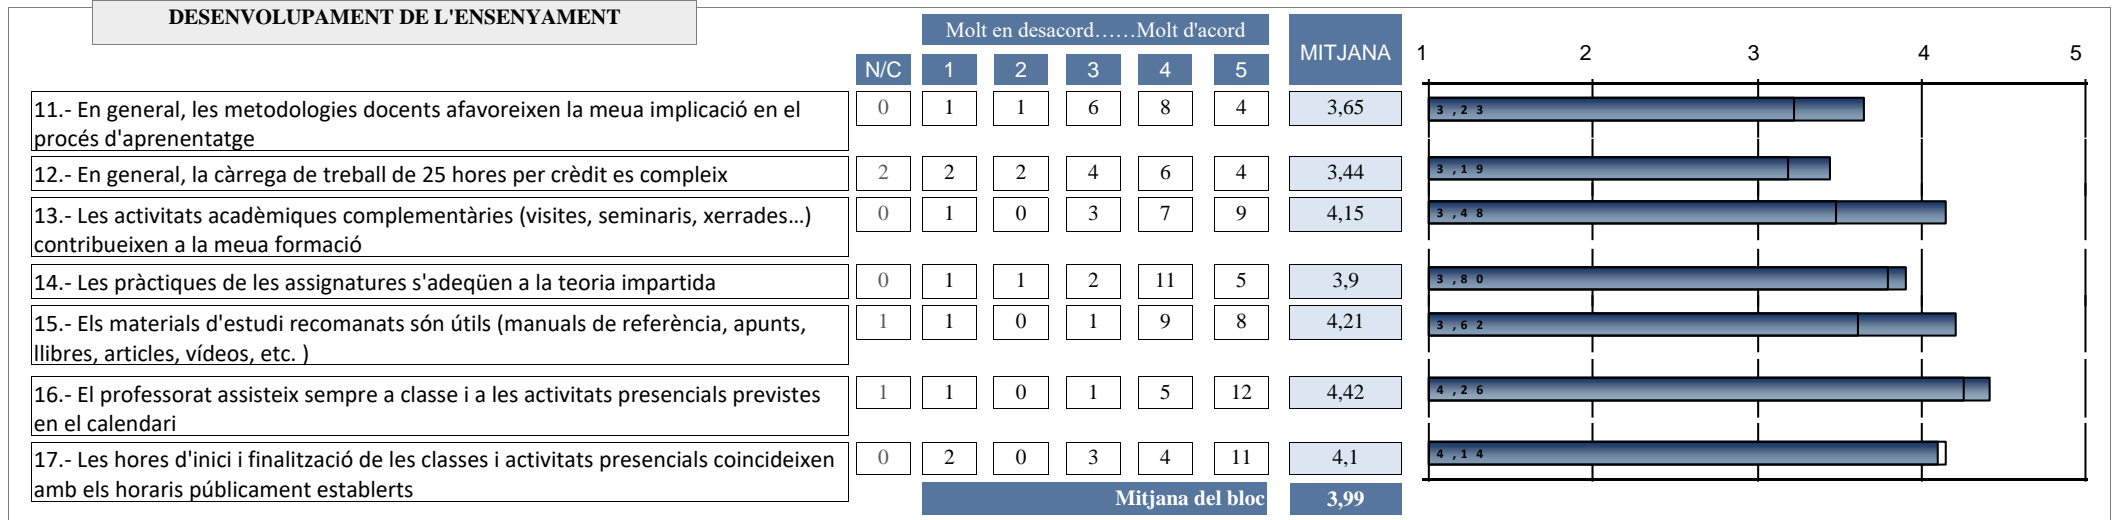 DESENVOLUPAMENT DE L'ENSENYAMENT
Molt en desacord……Molt d'acord
MITJANA
N/C 1 2 3 4 5
1 2 3 4 5
11.- En general, les metodologies docents afavoreixen la meua implicació en el
procés d'aprenentatge
0 1 1 6 8 4 3,65 3,23
12.- En general, la càrrega de treball de 25 hores per crèdit es compleix
2 2 2 4 6 4 3,44 3,19
13.- Les activitats acadèmiques complementàries (visites, seminaris, xerrades…)
contribueixen a la meua formació
0 1 0 3 7 9 4,15 3,48
14.- Les pràctiques de les assignatures s'adeqüen a la teoria impartida
0 1 1 2 11 5 3,9 3,80
15.- Els materials d'estudi recomanats són útils (manuals de referència, apunts,
llibres, articles, vídeos, etc. )
1 1 0 1 9 8 4,21 3,62
16.- El professorat assisteix sempre a classe i a les activitats presencials previstes
en el calendari
1 1 0 1 5 12 4,42 4,26
17.- Les hores d'inici i finalització de les classes i activitats presencials coincideixen
amb els horaris públicament establerts
0 2 0 3 4 11 4,1 4,14
Mitjana del bloc 3,99